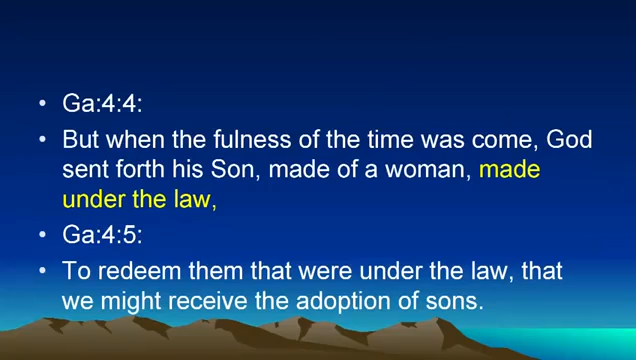 • Ga:4:4:
• But when the fulness of the time was come, God
sent forth his Son, made of a woman, made
under the law,
• Ga:4:5:
• To redeem them that were under the law, that
we might receive the adoption of sons.